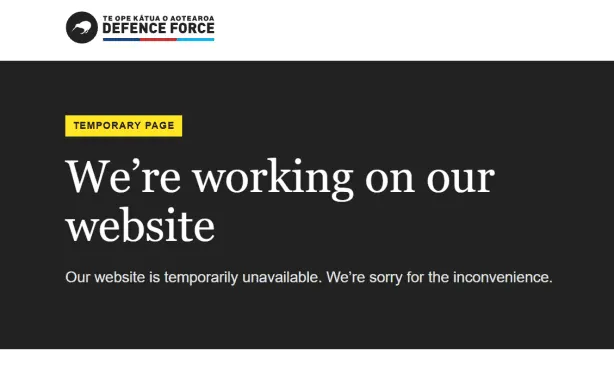 TE OPE KĀTUA O AOTEAROA
DEFENCE FORCE
TEMPORARY PAGE
We’re working on our
website
Our website is temporarily unavailable. We’re sorry for the inconvenience.